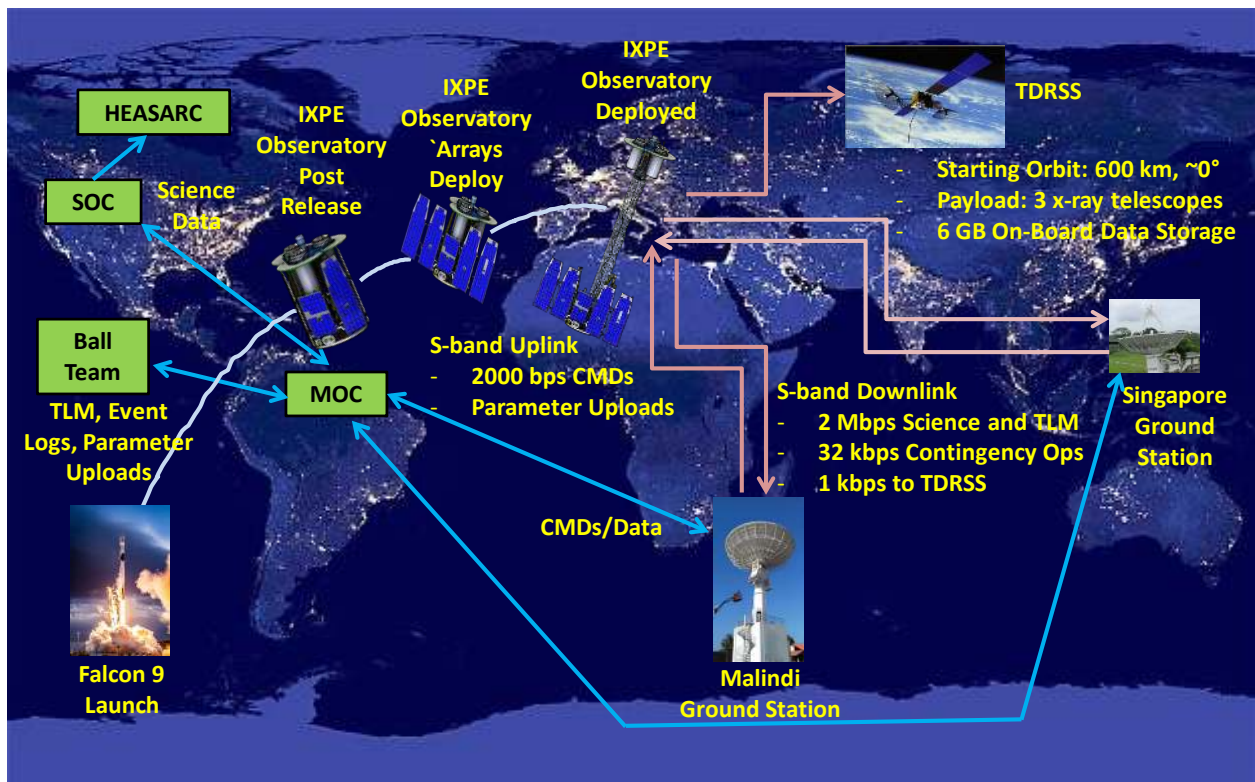 HEASARC
SOC
Science
Data
IXPE
Observatory
Post
Release
IXPE
Observatory
`Arrays
Deploy
IXPE
Observatory
Deployed
TDRSS
- Starting Orbit: 600 km, ~0°
- Payload: 3 x-ray telescopes
- 6 GB On-Board Data Storage
Ball
Team
TLM, Event
Logs, Parameter
Uploads
MOC
S-band Uplink
- 2000 bps CMDs
- Parameter Uploads
S-band Downlink
- 2 Mbps Science and TLM
- 32 kbps Contingency Ops
- 1 kbps to TDRSS
Singapore
Ground
Station
CMDs/Data
Falcon 9
Launch
Malindi
Ground Station